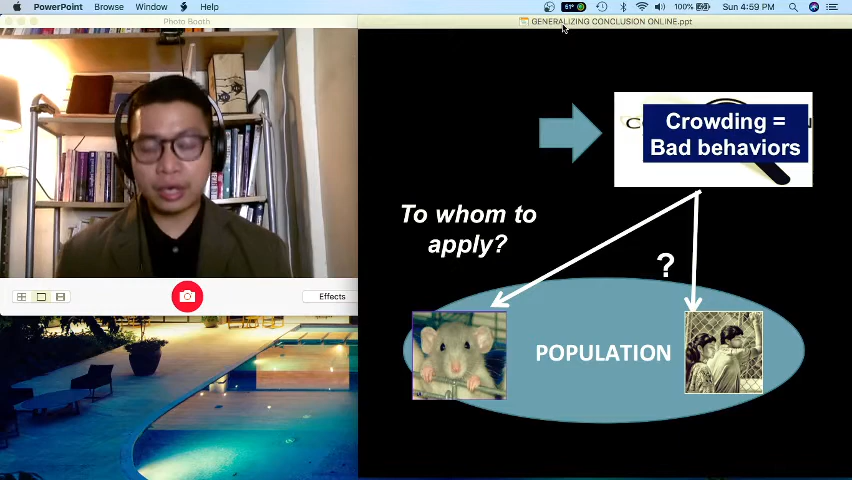 PowerPoint Browse Window Help
51°
100%
Sun 4:59 PM
Photo Booth
GENERALIZING CONCLUSION ONLINE.ppt
Crowding =
Bad behaviors
To whom to
apply?
?
POPULATION
Effects